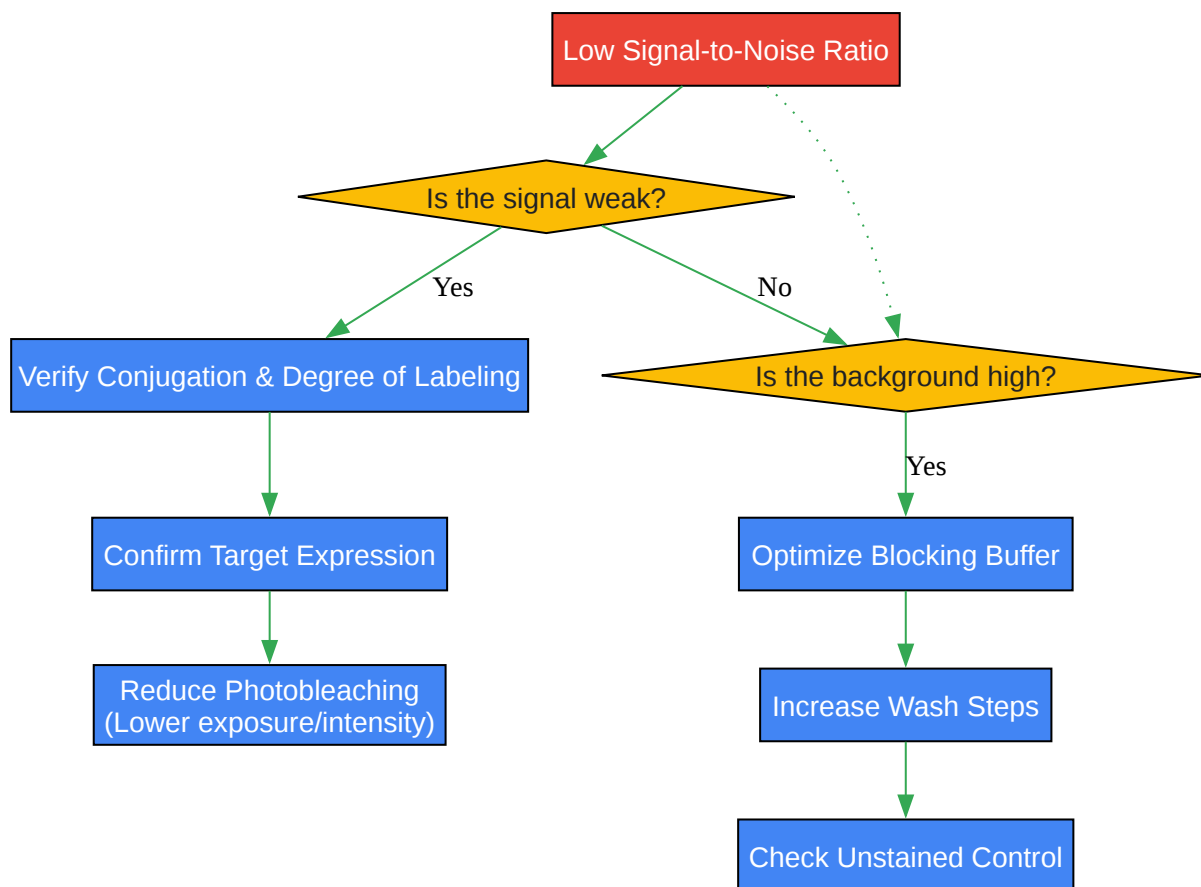 Low Signal-to-Noise Ratio
Is the signal weak?
Yes
No
Verify Conjugation & Degree of Labeling
Is the background high?
Yes
Confirm Target Expression
Optimize Blocking Buffer
Reduce Photobleaching
(Lower exposure/intensity)
Increase Wash Steps
Check Unstained Control